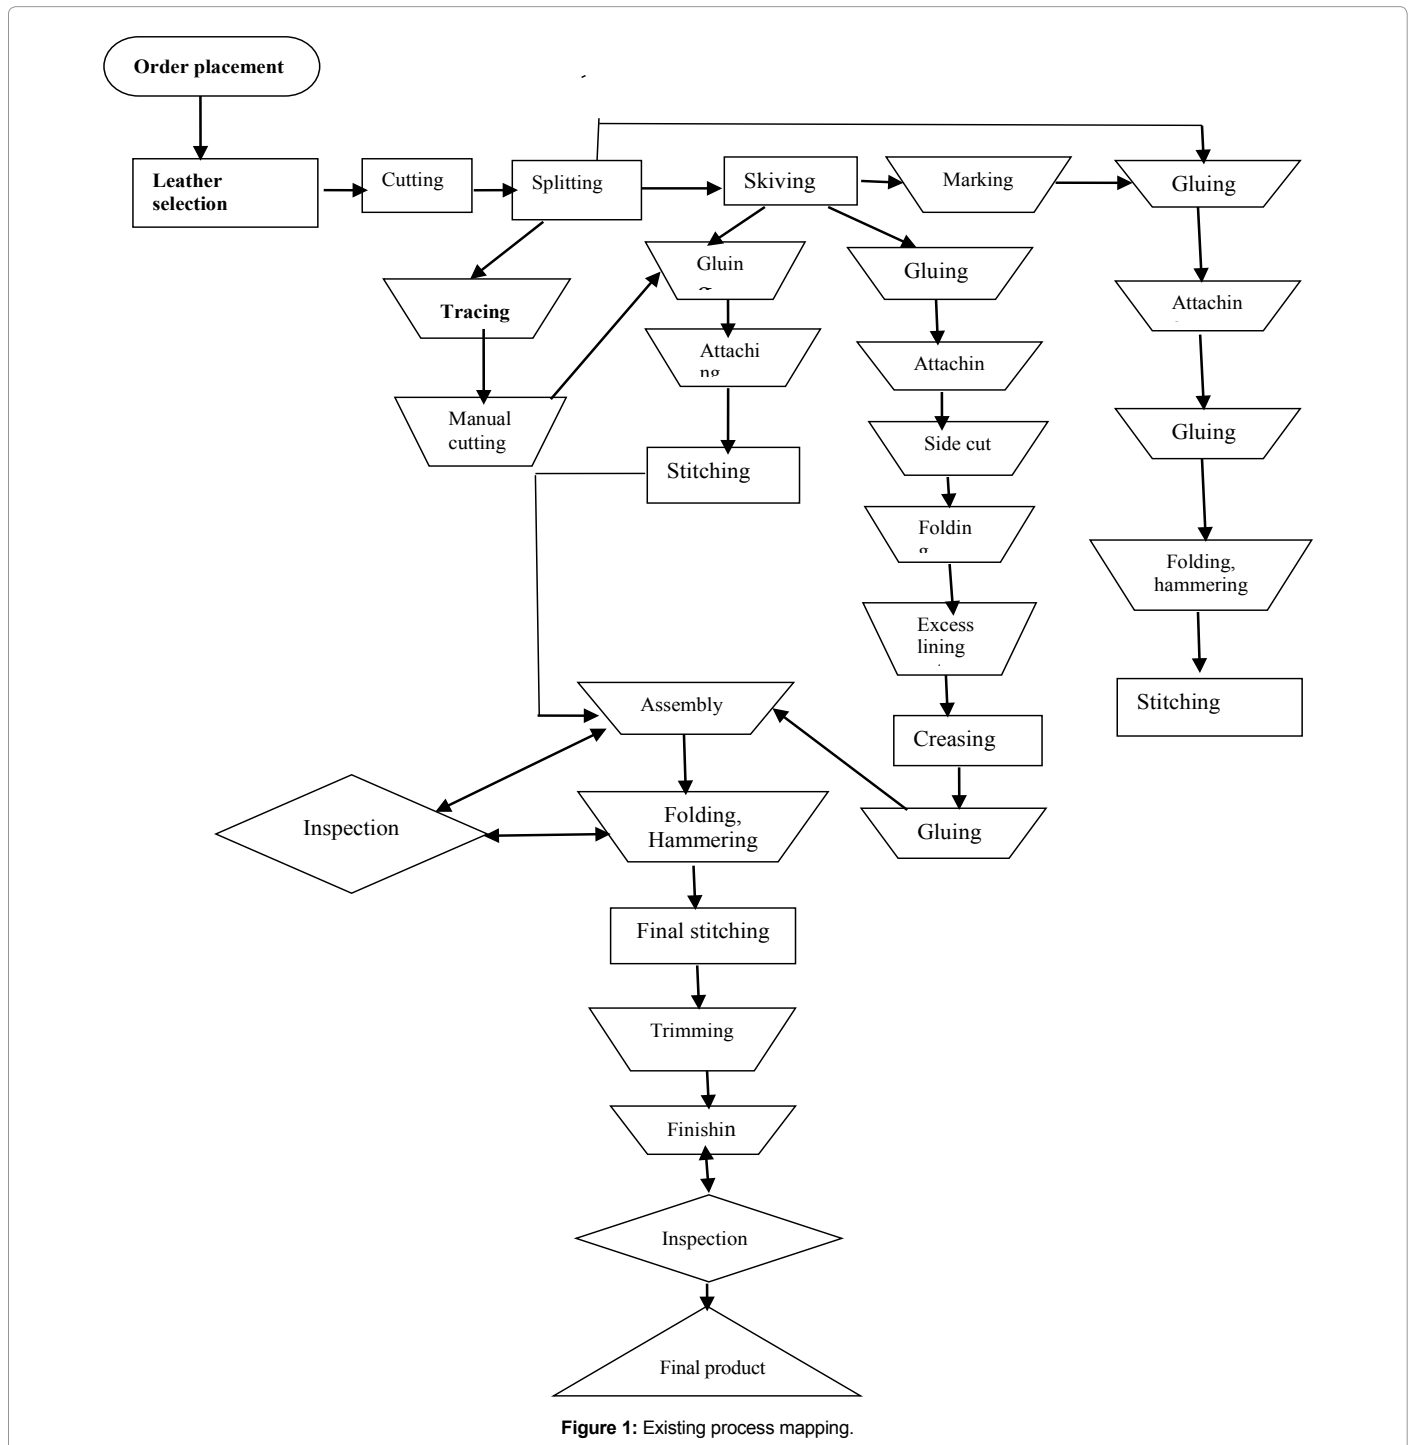 Order placement
Leather
selection
Cutting
Splitting
Skiving
Marking
Gluing
Tracing
Gluin
Gluing
Attachin
Manual
cutting
Attachi
ng
Attachin
Gluing
Stitching
Side cut
Foldin
g
Folding,
hammering
Excess
lining
Stitching
Assembly
Creasing
Inspection
Folding,
Hammering
Gluing
Final stitching
Trimming
Finishin
Inspection
Final product
Figure 1: Existing process mapping.